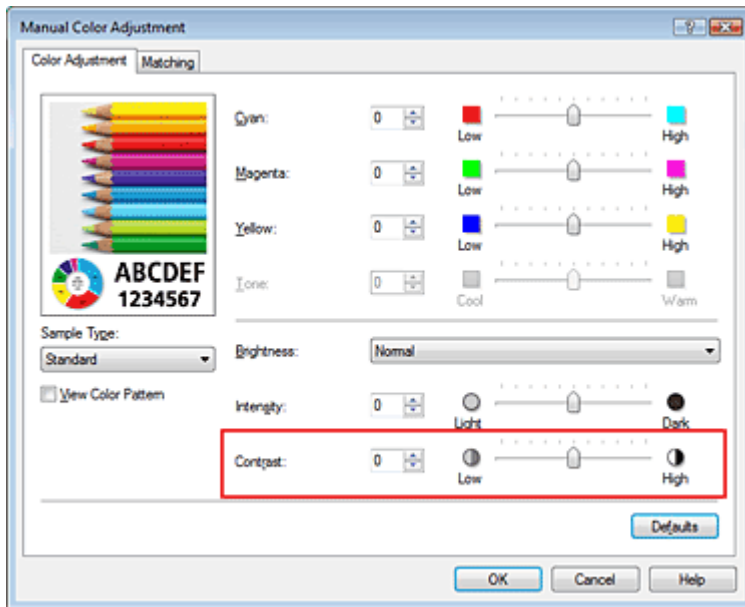 Manual Color Adjustment
Color Adjustment Matching
Cyan: 0 Low High
Magenta: 0 Low High
Yellow: 0 Low High
Tone: 0 Cool Warm
ABCDEF
1234567
Sample Type:
Standard
View Color Pattern
Brightness: Normal
Intensity: 0 Light Dark
Contrast: 0 Low High
Defaults
OK Cancel Help